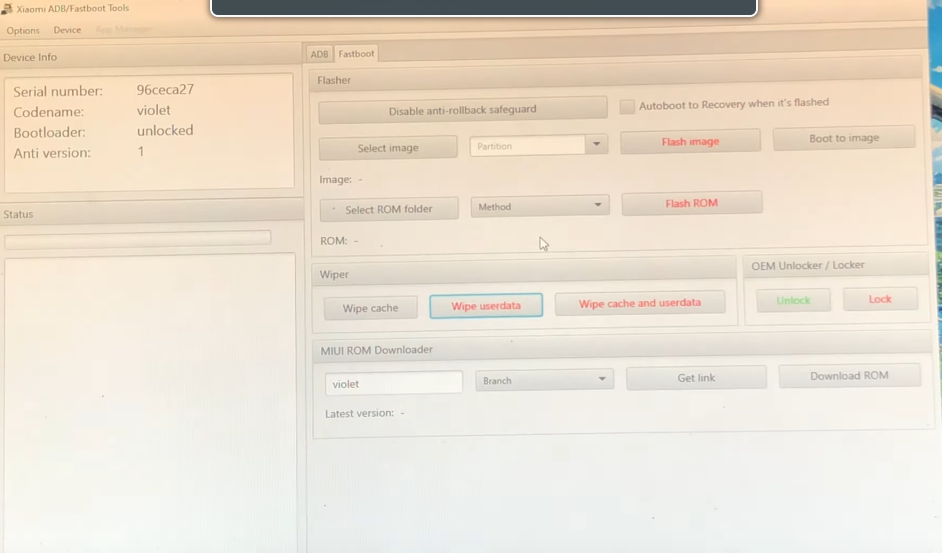 Xiaomi ADB/Fastboot Tools
Options Device App Manager
Device Info
Serial number: 96ceca27
Codename: violet
Bootloader: unlocked
Anti version: 1
Status
ADB Fastboot
Flasher
Disable anti-rollback safeguard Autoboot to Recovery when it's flashed
Select image Partition Flash image Boot to image
Image: -
Select ROM folder Method Flash ROM
ROM: -
Wiper
Wipe cache Wipe userdata Wipe cache and userdata
OEM Unlocker / Locker
Unlock Lock
MIUI ROM Downloader
violet Branch Get link Download ROM
Latest version: -